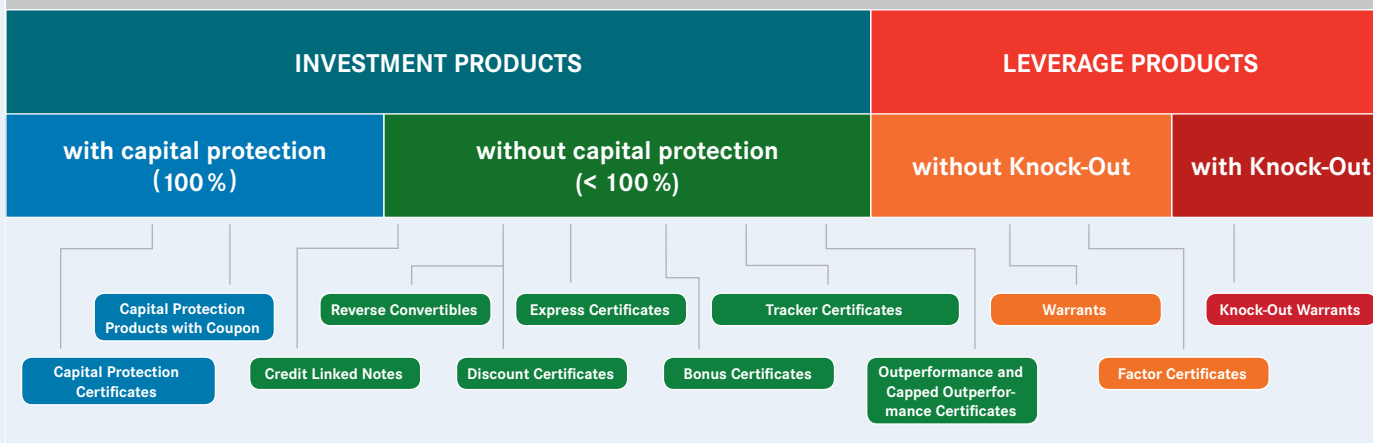 INVESTMENT PRODUCTS
LEVERAGE PRODUCTS
with capital protection
(100 %)
without capital protection
(< 100 %)
without Knock-Out
with Knock-Out
Capital Protection
Products with Coupon
Reverse Convertibles
Express Certificates
Tracker Certificates
Warrants
Knock-Out Warrants
Capital Protection
Certificates
Credit Linked Notes
Discount Certificates
Bonus Certificates
Outperformance and
Capped Outperfor-
mance Certificates
Factor Certificates